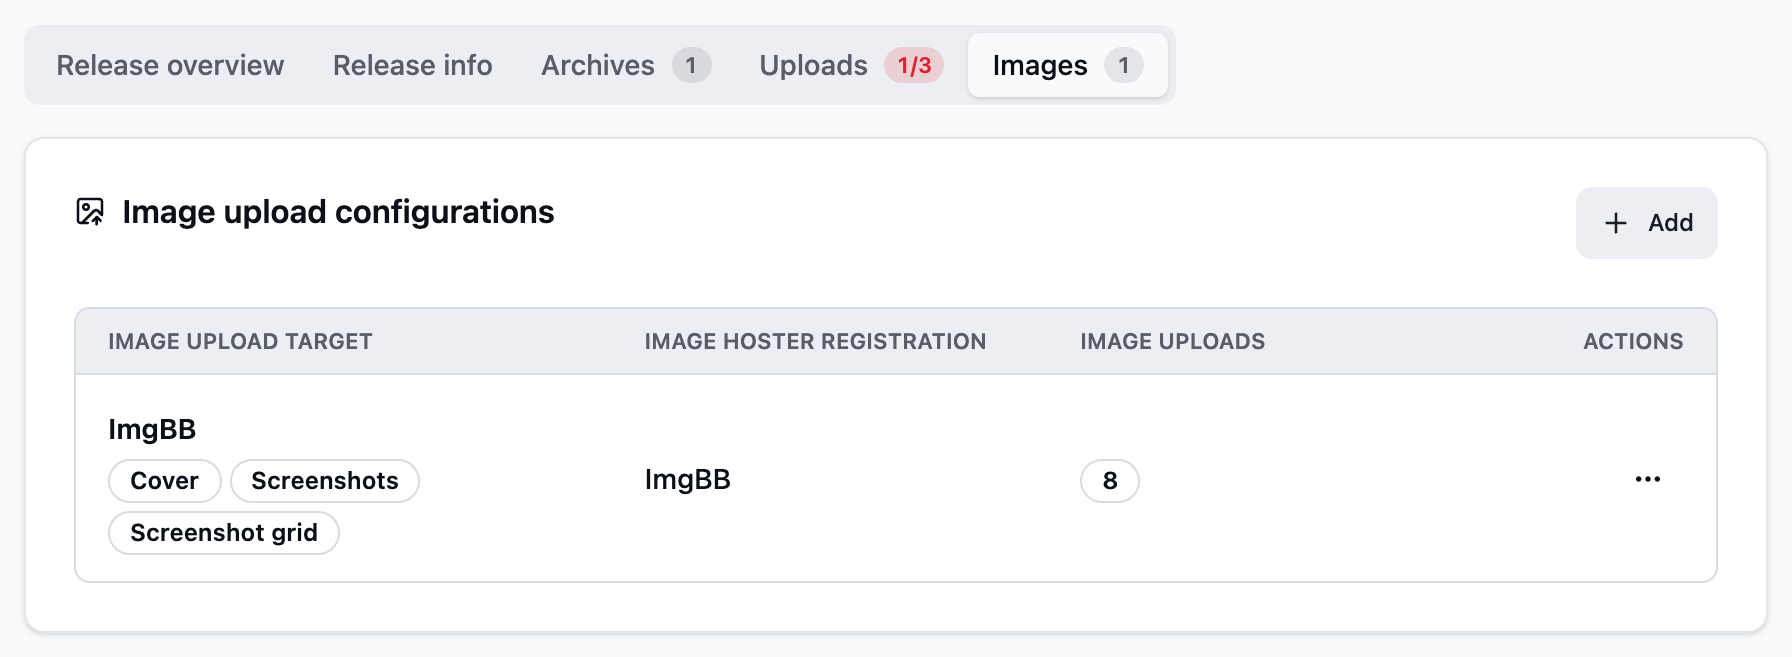 Release overview Release info Archives 1 Uploads 1/3 Images 1
Image upload configurations
Add
IMAGE UPLOAD TARGET IMAGE HOSTER REGISTRATION IMAGE UPLOADS ACTIONS
ImgBB
Cover Screenshots ImgBB 8
Screenshot grid